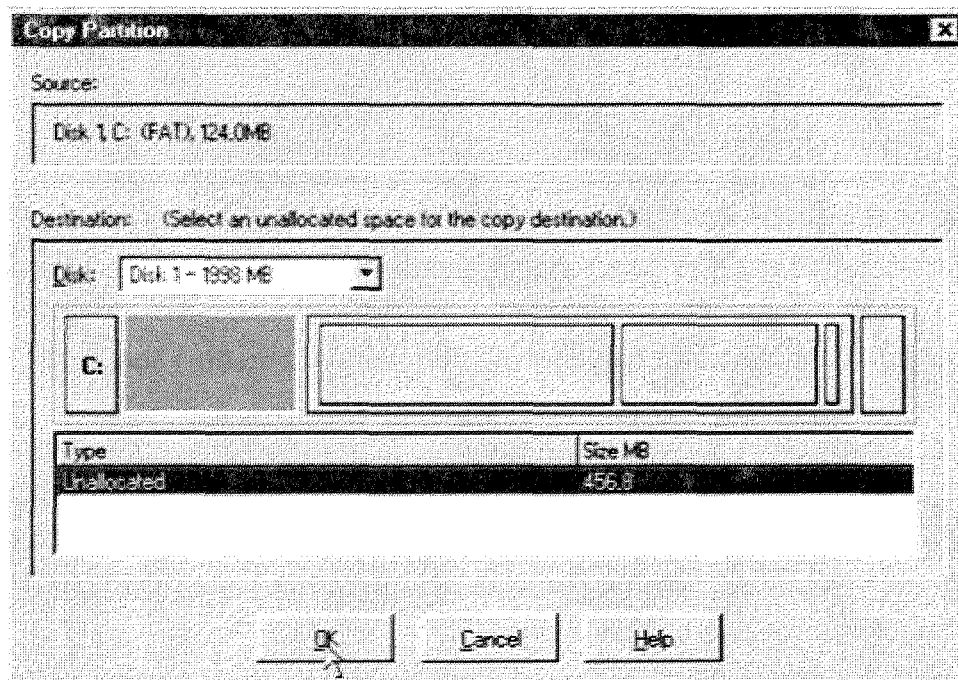 Copy Partition
Source:
Disk 1, C: (FAT), 124.0MB
Destination: (Select an unallocated space for the copy destination.)
Disk: Disk 1 - 1998 MB
C:
Type Size MB
Unallocated 456.8
OK Cancel Help